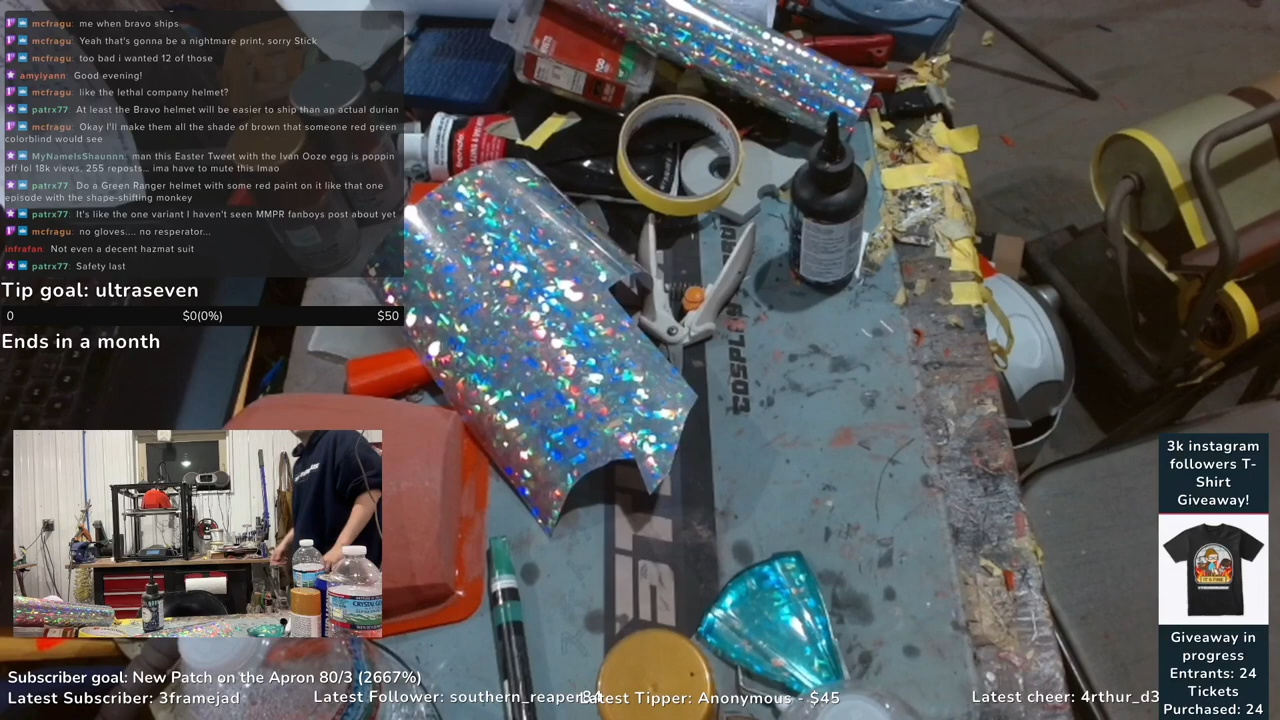 mcfragu: me when bravo ships
mcfragu: Yeah that's gonna be a nightmare print, sorry Stick
mcfragu: too bad i wanted 12 of those
amyiyann: Good evening!
mcfragu: like the lethal company helmet?
patrx77: At least the Bravo helmet will be easier to ship than an actual durian
mcfragu: Okay I'll make them all the shade of brown that someone red green
colorblind would see
MyNameIsShaunnn: man this Easter Tweet with the Ivan Ooze egg is poppin
off lol 18k views, 255 reposts... ima have to mute this lmao
patrx77: Do a Green Ranger helmet with some red paint on it like that one
episode with the shape-shifting monkey
patrx77: It's like the one variant I haven't seen MMPR fanboys post about yet
mcfragu: no gloves.... no resperator...
infrafan: Not even a decent hazmat suit
patrx77: Safety last
Tip goal: ultraseven
0 $0(0%) $50
Ends in a month
COSPLA
CRYSTAL
3k instagram
followers T-
Shirt
Giveaway!
Giveaway in
progress
Entrants: 24
Tickets
Purchased: 24
Subscriber goal: New Patch on the Apron 80/3 (2667%)
Latest Subscriber: 3framejad
Latest Follower: southern_reaper84
Latest Tipper: Anonymous - $45
Latest cheer: 4rthur_d3